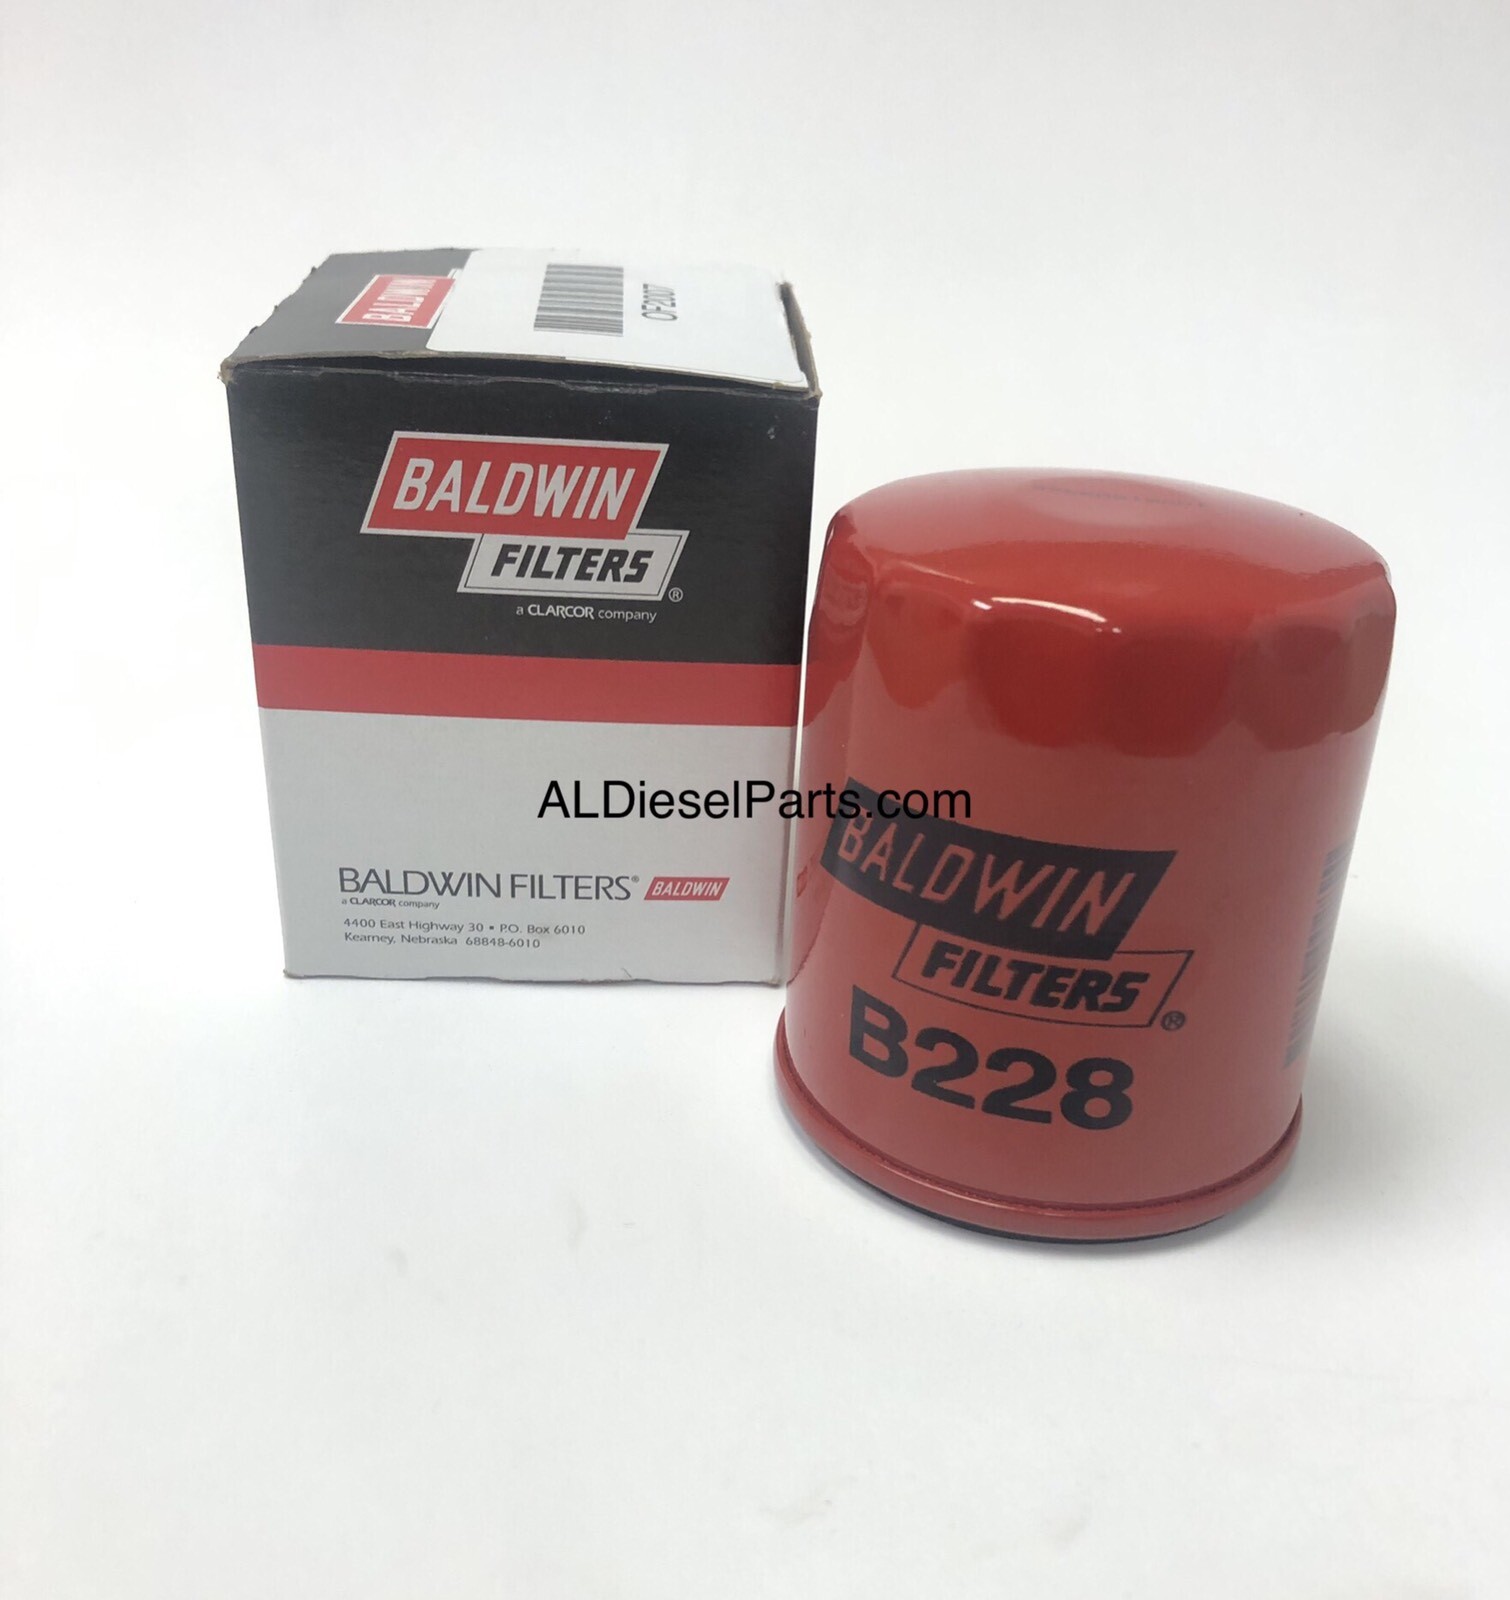 BALDWIN
OF2007
BALDWIN
FILTERS®
a CLARCOR company
BALDWIN FILTERS® BALDWIN
a CLARCOR company
4400 East Highway 30 • P.O. Box 6010
Kearney, Nebraska 68848-6010
ALDieselParts.com
BALDWIN
FILTERS®
B228